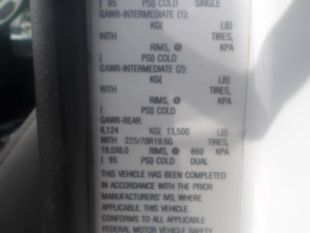 ( 95 PSI) COLD SINGLE
GAWR-INTERMEDIATE (1):
KG( LB)
WITH TIRES,
RIMS, @ KPA
( PSI) COLD
GAWR-INTERMEDIATE (2):
KG( LB)
WITH TIRES,
RIMS, @ KPA
( PSI) COLD
GAWR-REAR:
6,124 KG( 13,500 LB)
WITH 225/70R19.5G TIRES,
19.5X6.0 RIMS, @ 660 KPA
( 95 PSI) COLD DUAL
THIS VEHICLE HAS BEEN COMPLETED
IN ACCORDANCE WITH THE PRIOR
MANUFACTURERS' IVD, WHERE
APPLICABLE. THIS VEHICLE
CONFORMS TO ALL APPLICABLE
FEDERAL MOTOR VEHICLE SAFETY